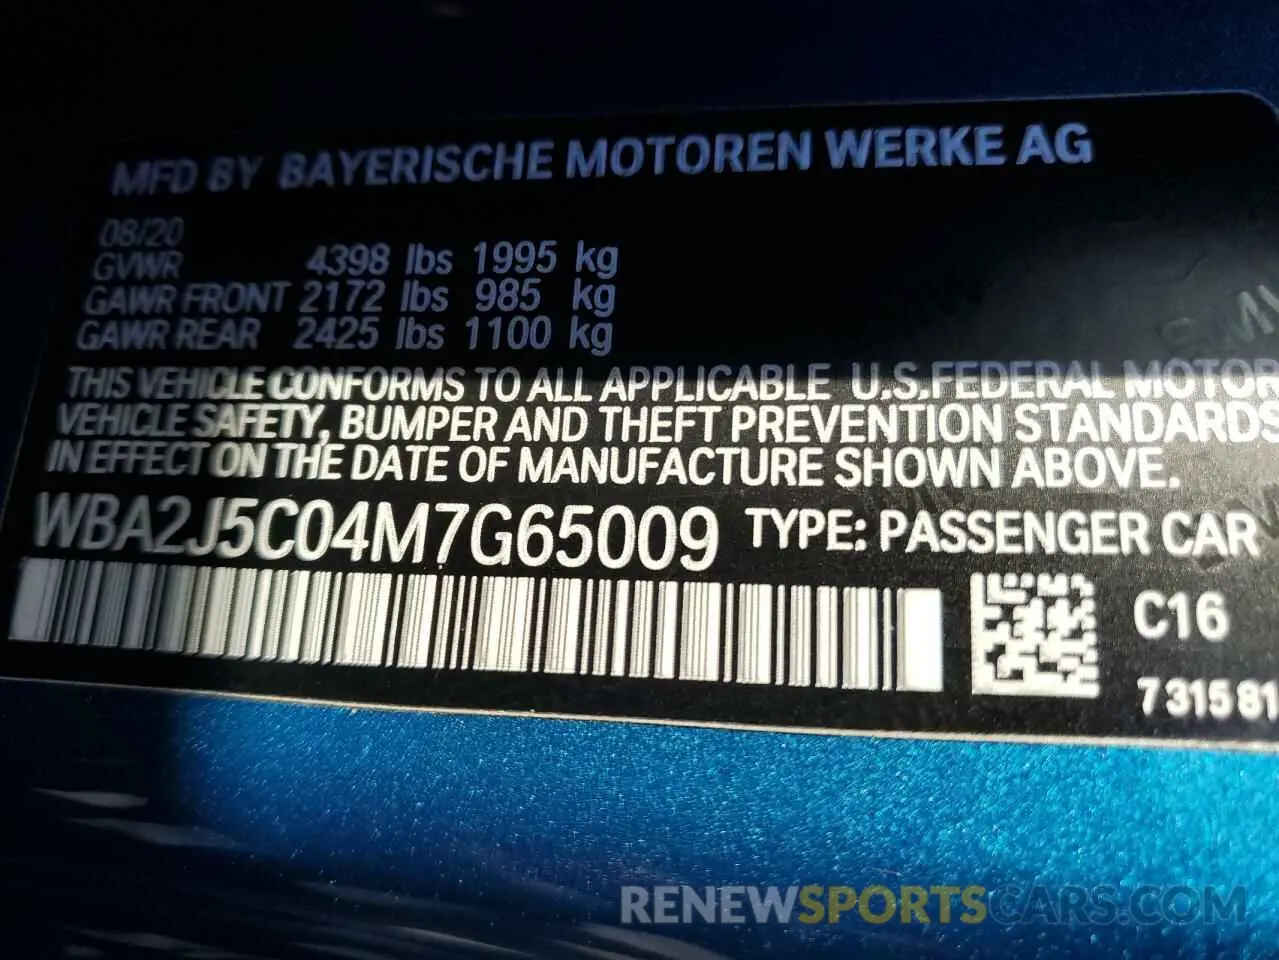 MFD BY BAYERISCHE MOTOREN WERKE AG
08/20
GVWR 4398 lbs 1995 kg
GAWR FRONT 2172 lbs 985 kg
GAWR REAR 2425 lbs 1100 kg
THIS VEHICLE CONFORMS TO ALL APPLICABLE U.S. FEDERAL MOTOR
VEHICLE SAFETY, BUMPER AND THEFT PREVENTION STANDARDS
IN EFFECT ON THE DATE OF MANUFACTURE SHOWN ABOVE.
WBA2J5C04M7G65009 TYPE: PASSENGER CAR
C16
7 315 81
RENEWSPORTSCARS.COM